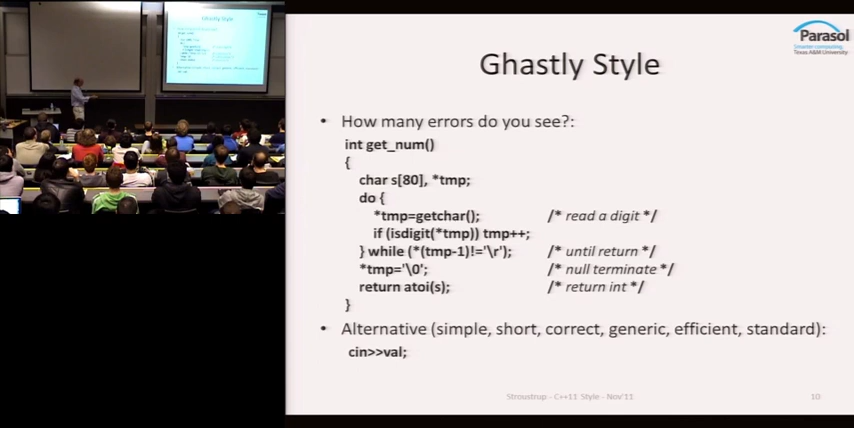 Parasol
Smarter computing.
Texas A&M University
Ghastly Style
• How many errors do you see?:
int get_num()
{
char s[80], *tmp;
do {
*tmp=getchar(); /* read a digit */
if (isdigit(*tmp)) tmp++;
} while (*(tmp-1)!='\r'); /* until return */
*tmp='\0'; /* null terminate */
return atoi(s); /* return int */
}
• Alternative (simple, short, correct, generic, efficient, standard):
cin>>val;
Stroustrup - C++11 Style - Nov'11 10
Ghastly Style